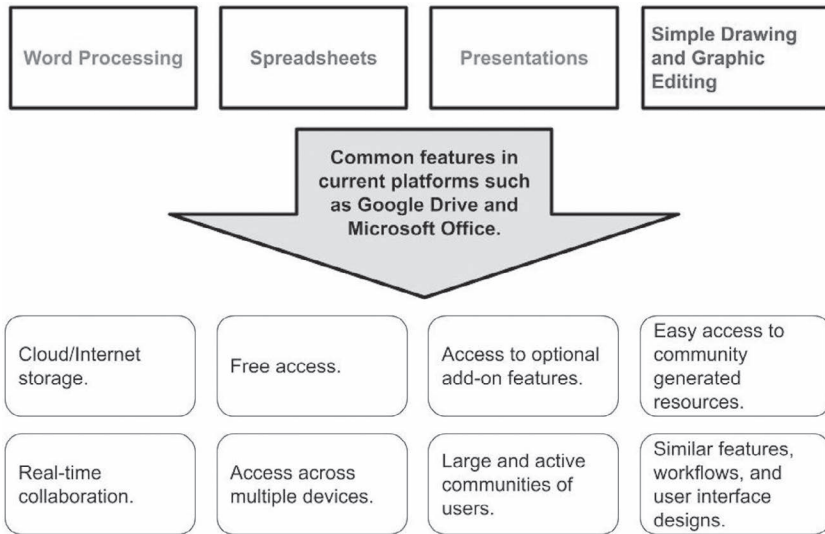 Word Processing
Spreadsheets
Presentations
Simple Drawing
and Graphic
Editing
Common features in
current platforms such
as Google Drive and
Microsoft Office.
Cloud/Internet
storage.
Free access.
Access to optional
add-on features.
Easy access to
community
generated
resources.
Real-time
collaboration.
Access across
multiple devices.
Large and active
communities of
users.
Similar features,
workflows, and
user interface
designs.